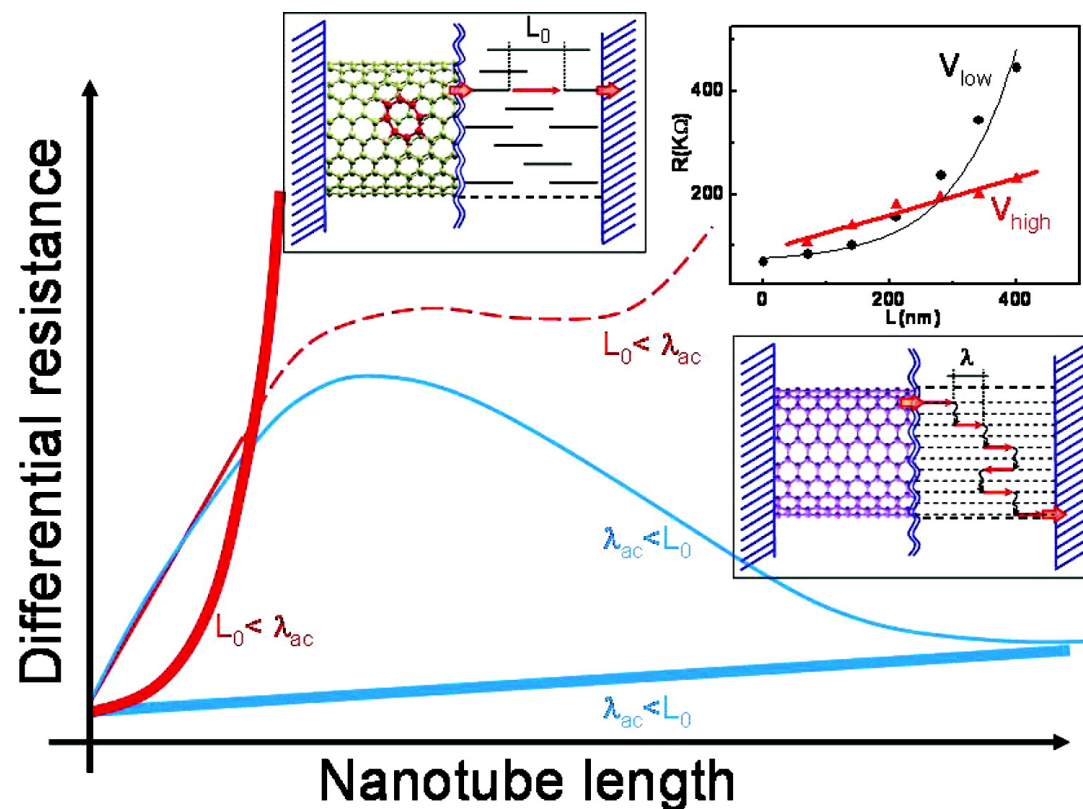 L₀
R(KΩ)
400
200
V_low
V_high
0
200
400
L(nm)
Differential resistance
L₀< λ_ac
λ
λ_ac<L₀
L₀< λ_ac
λ_ac<L₀
Nanotube length